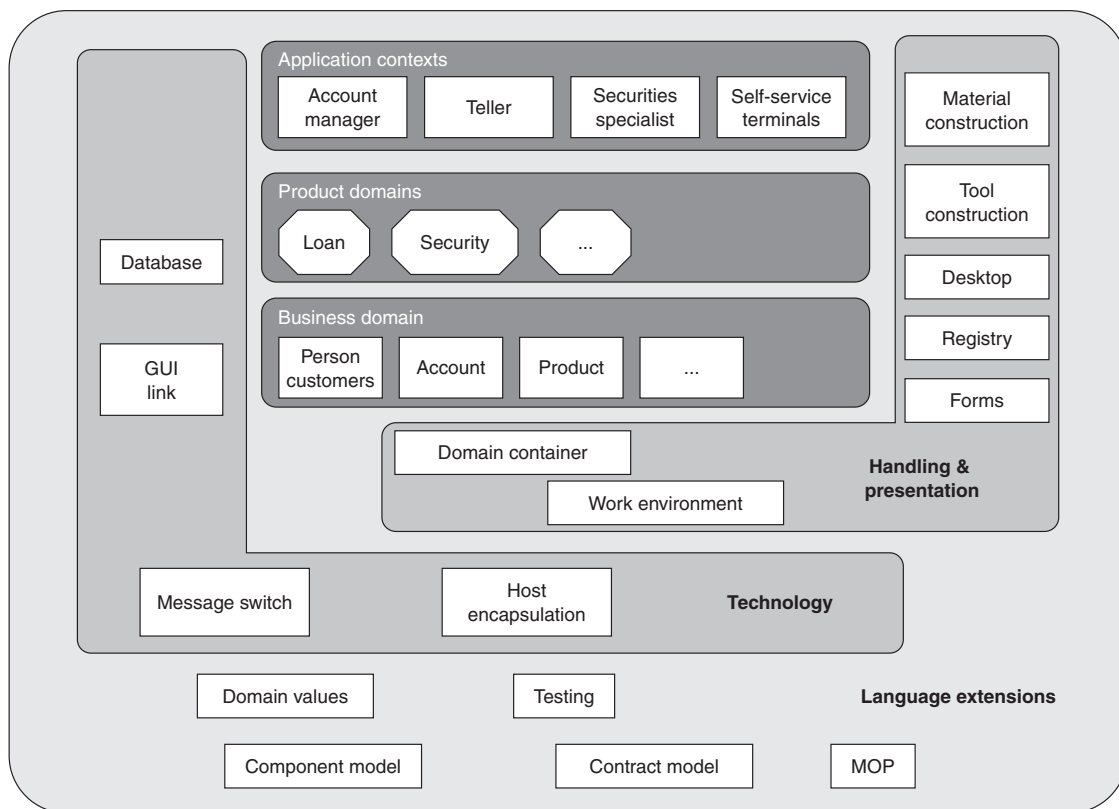 Application contexts
Account
manager
Teller
Securities
specialist
Self-service
terminals
Material
construction
Product domains
Loan
Security
...
Tool
construction
Database
Desktop
Business domain
Person
customers
Account
Product
...
Registry
GUI
link
Forms
Domain container
Work environment
Handling &
presentation
Message switch
Host
encapsulation
Technology
Domain values
Testing
Language extensions
Component model
Contract model
MOP